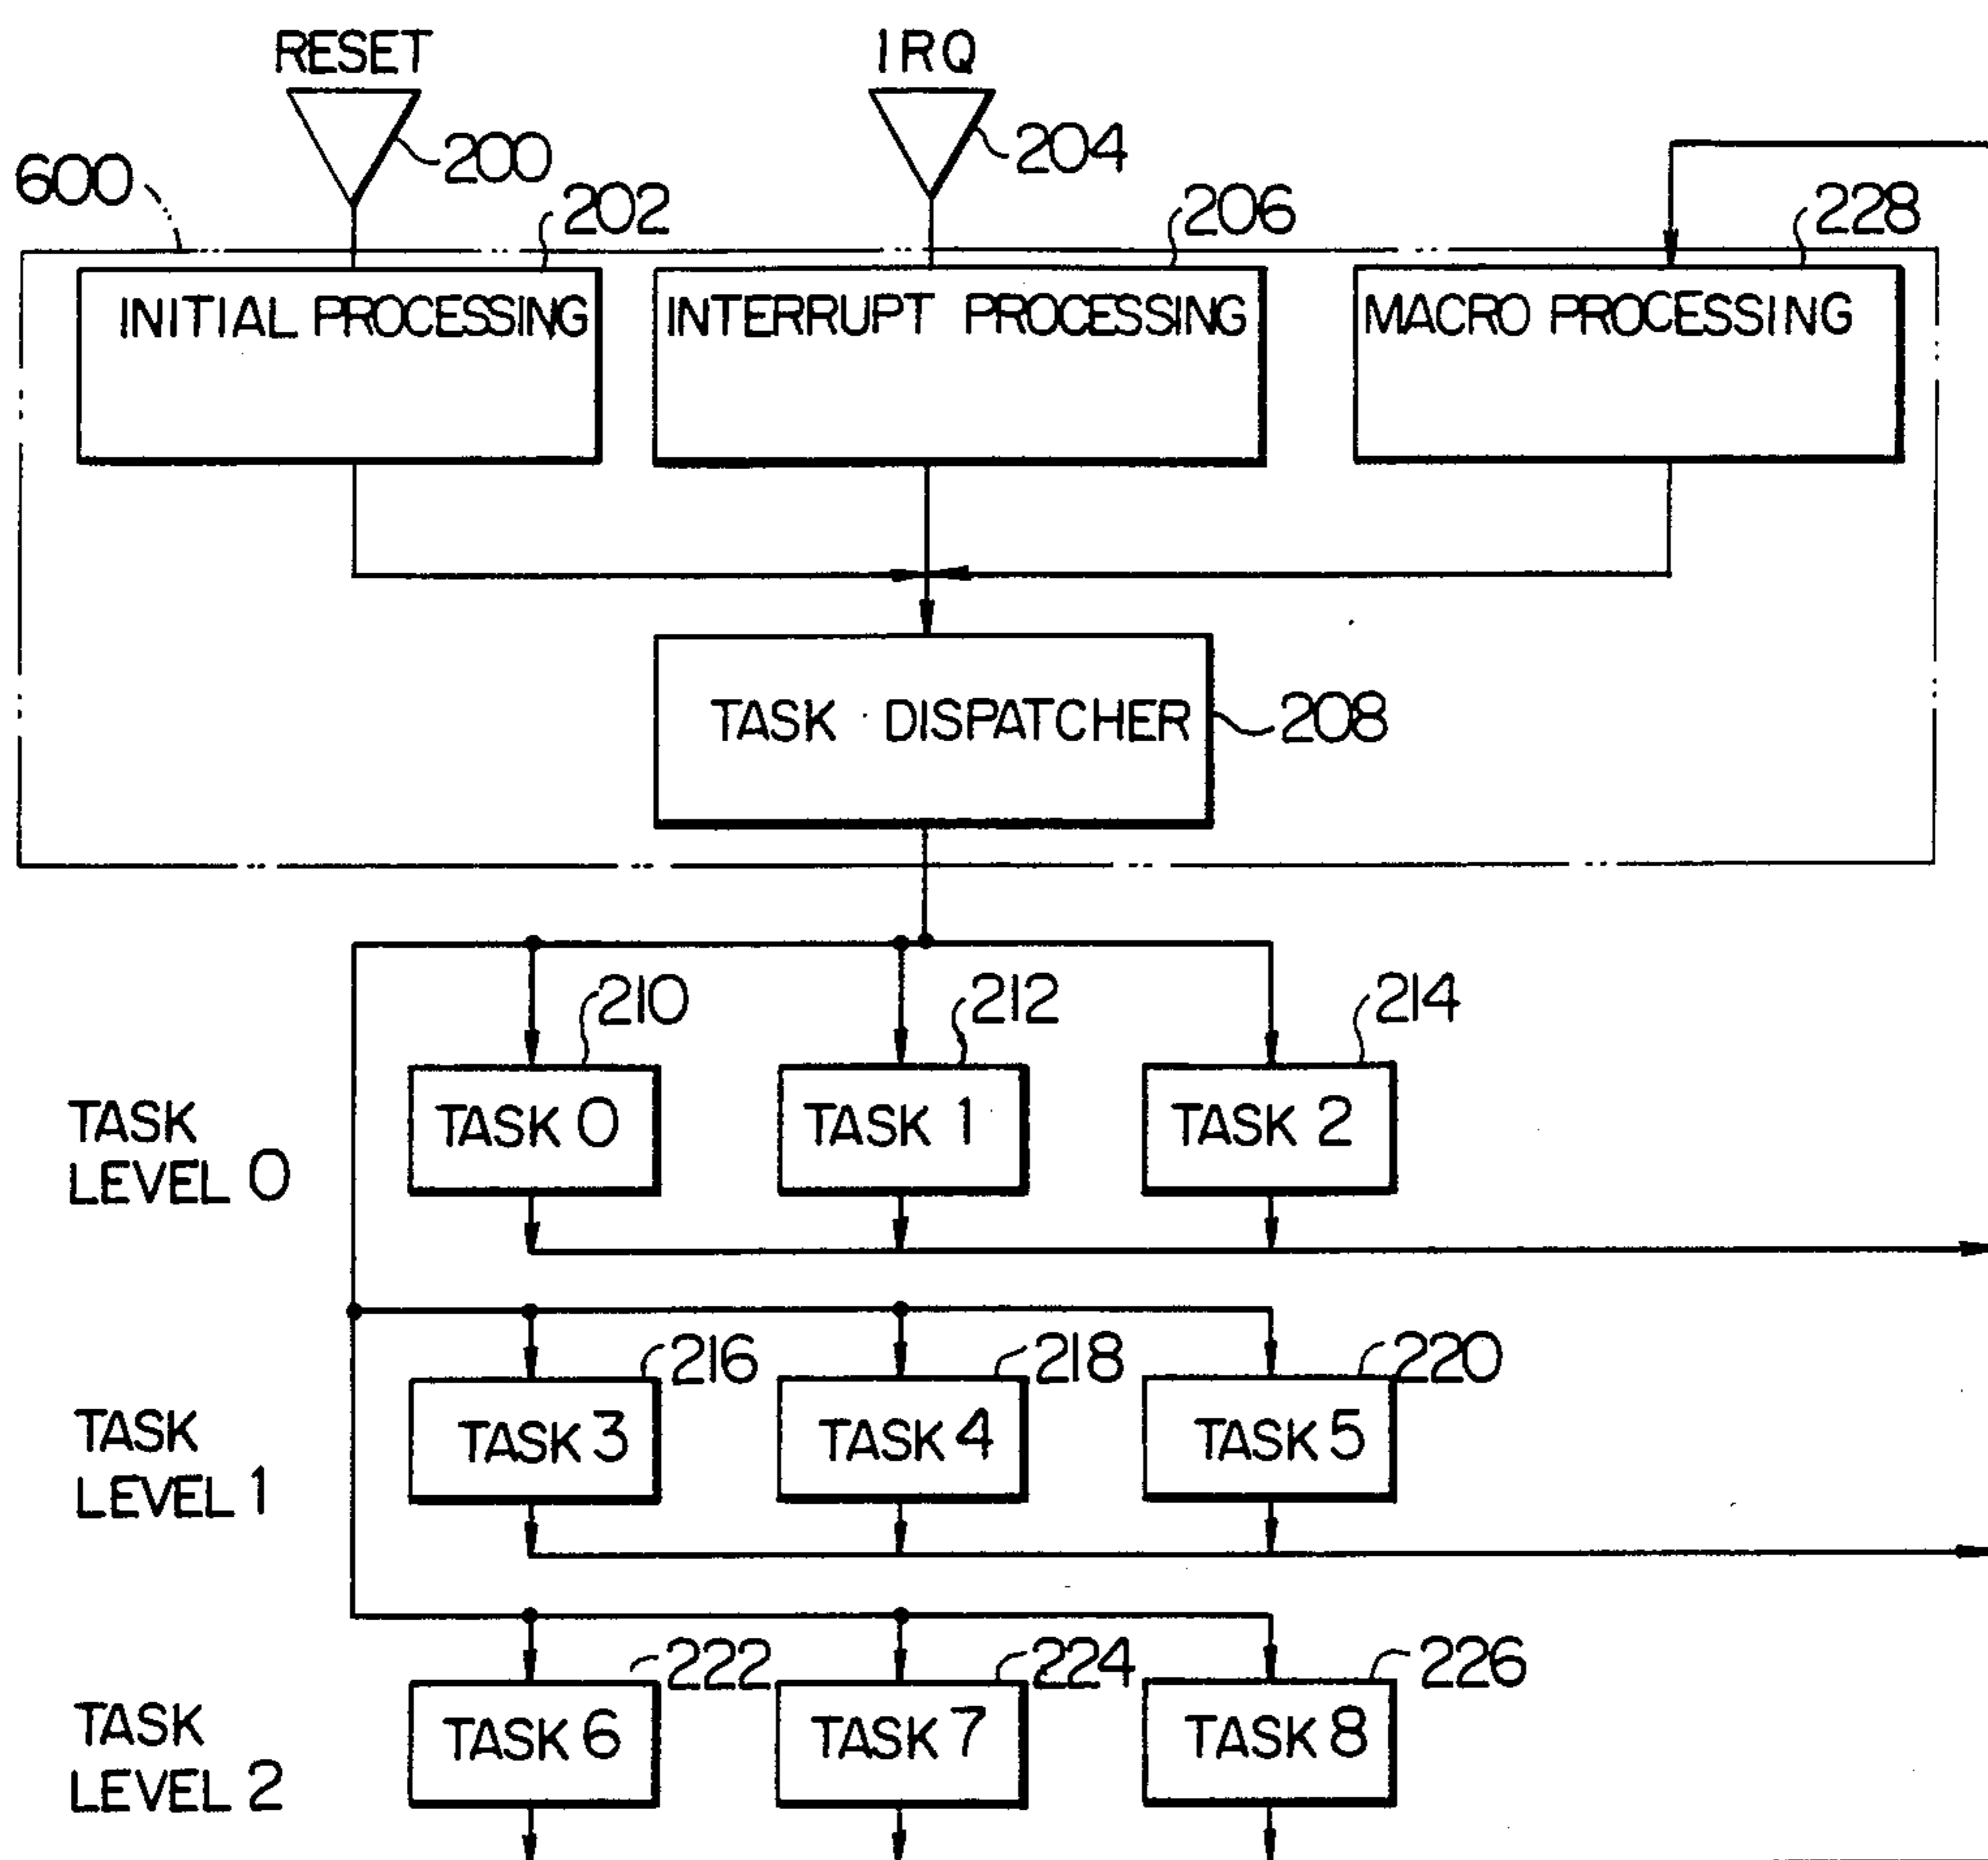 RESET
IRQ
200
204
600
202
206
228
INITIAL PROCESSING
INTERRUPT PROCESSING
MACRO PROCESSING
TASK DISPATCHER
208
210
212
214
TASK
LEVEL 0
TASK 0
TASK 1
TASK 2
216
218
220
TASK
LEVEL 1
TASK 3
TASK 4
TASK 5
222
224
226
TASK
LEVEL 2
TASK 6
TASK 7
TASK 8